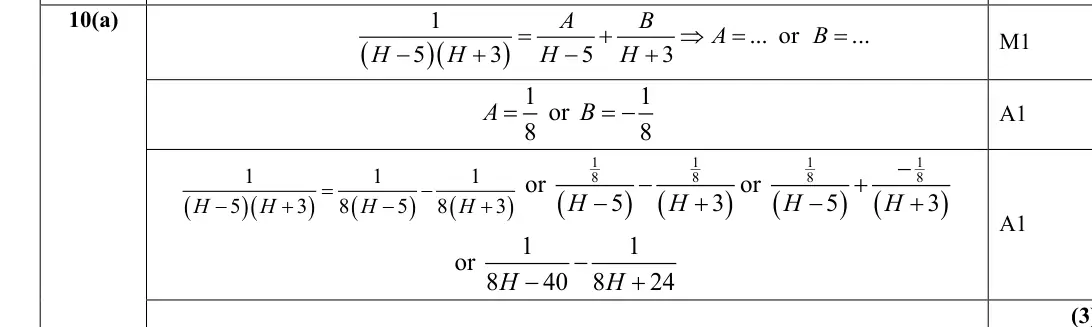 10(a)
1/((H − 5)(H + 3)) = A/(H − 5) + B/(H + 3) ⇒ A = ... or B = ...
M1
A = 1/8 or B = −1/8
A1
1/((H − 5)(H + 3)) = 1/(8(H − 5)) − 1/(8(H + 3)) or (1/8)/(H − 5) − (1/8)/(H + 3) or (1/8)/(H − 5) + (−1/8)/(H + 3)
or 1/(8H − 40) − 1/(8H + 24)
A1
(3